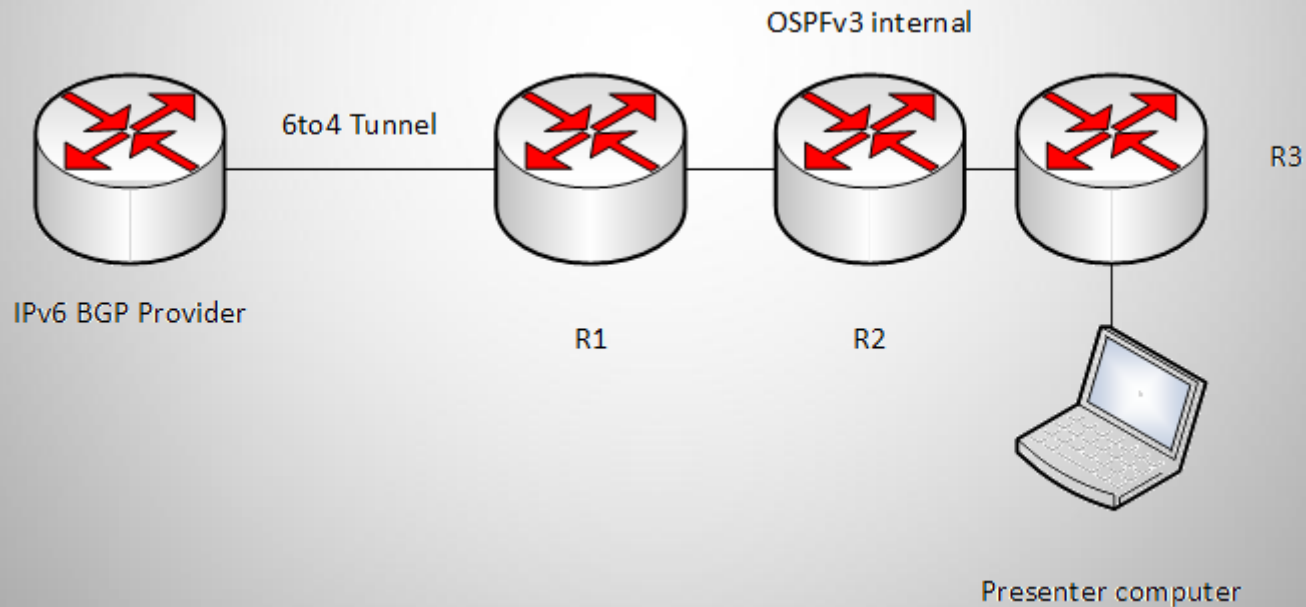 OSPFv3 internal
6to4 Tunnel
R3
IPv6 BGP Provider
R1
R2
Presenter computer